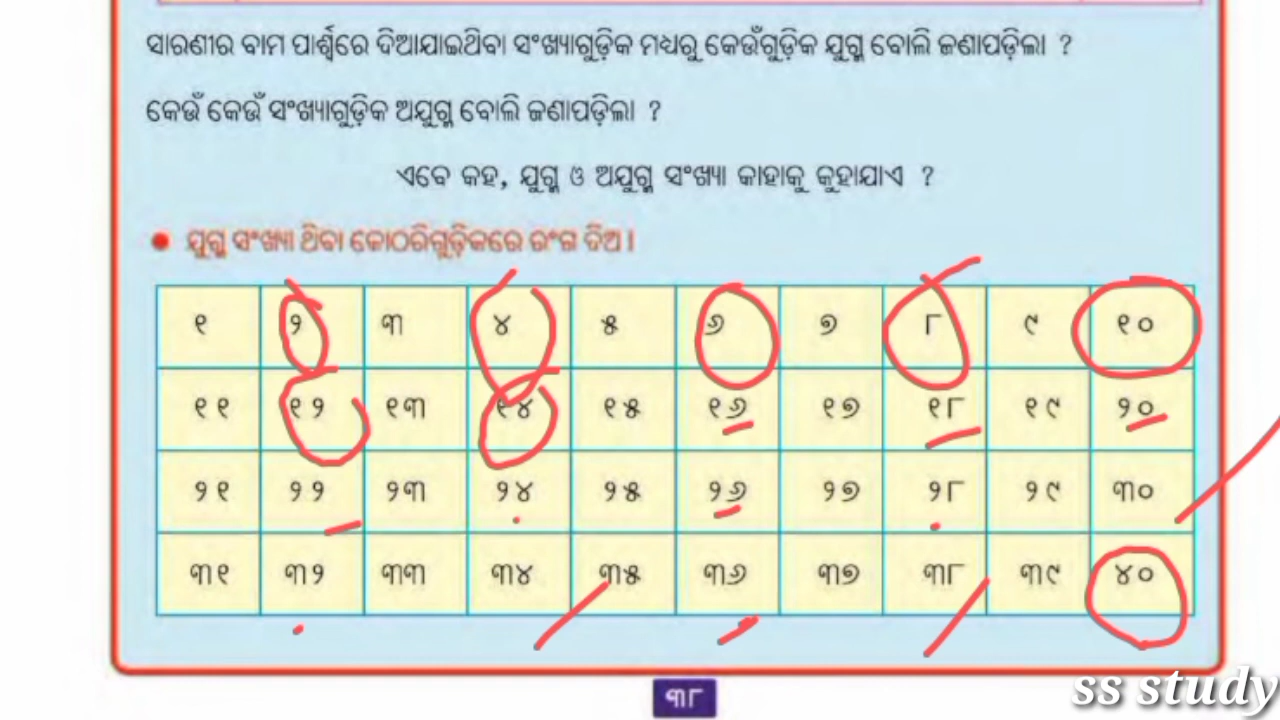 ସାରଣୀର ବାମ ପାର୍ଶ୍ୱରେ ଦିଆଯାଇଥିବା ସଂଖ୍ୟାଗୁଡ଼ିକ ମଧ୍ୟରୁ କେଉଁଗୁଡ଼ିକ ଯୁଗ୍ମ ବୋଲି ଜଣାପଡ଼ିଲା ?
କେଉଁ କେଉଁ ସଂଖ୍ୟାଗୁଡ଼ିକ ଅଯୁଗ୍ମ ବୋଲି ଜଣାପଡ଼ିଲା ?
ଏବେ କହ, ଯୁଗ୍ମ ଓ ଅଯୁଗ୍ମ ସଂଖ୍ୟା କାହାକୁ କୁହାଯାଏ ?
● ଯୁଗ୍ମ ସଂଖ୍ୟା ଥିବା କୋଠରିଗୁଡ଼ିକରେ ରଂଗ ଦିଅ।
୧ ୨ ୩ ୪ ୫ ୬ ୭ ୮ ୯ ୧୦
୧୧ ୧୨ ୧୩ ୧୪ ୧୫ ୧୬ ୧୭ ୧୮ ୧୯ ୨୦
୨୧ ୨୨ ୨୩ ୨୪ ୨୫ ୨୬ ୨୭ ୨୮ ୨୯ ୩୦
୩୧ ୩୨ ୩୩ ୩୪ ୩୫ ୩୬ ୩୭ ୩୮ ୩୯ ୪୦
୩୮
ss study